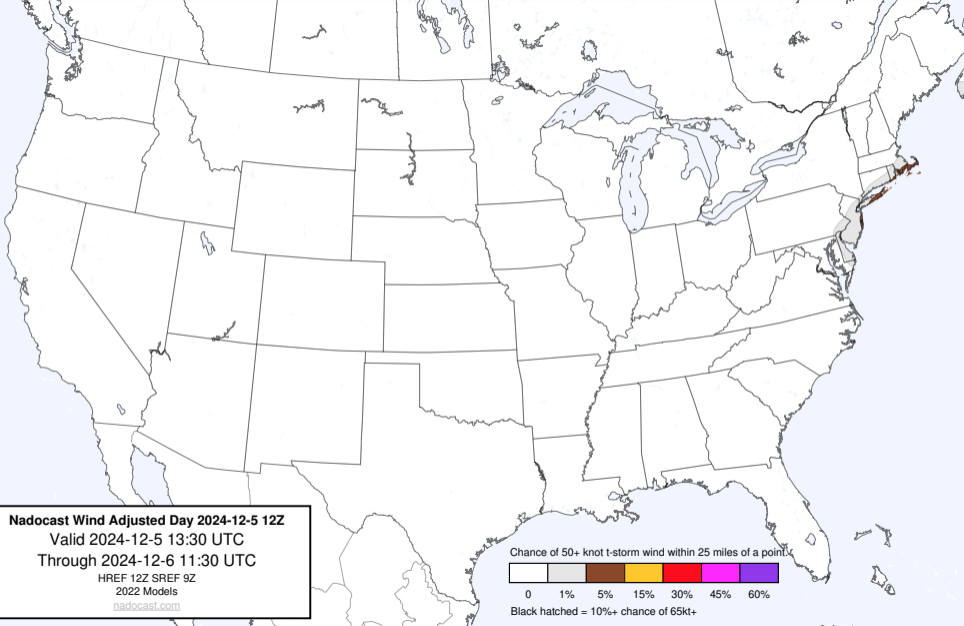 Nadocast Wind Adjusted Day 2024-12-5 12Z
Valid 2024-12-5 13:30 UTC
Through 2024-12-6 11:30 UTC
HREF 12Z SREF 9Z
2022 Models
nadocast.com
Chance of 50+ knot t-storm wind within 25 miles of a point.
0 1% 5% 15% 30% 45% 60%
Black hatched = 10%+ chance of 65kt+